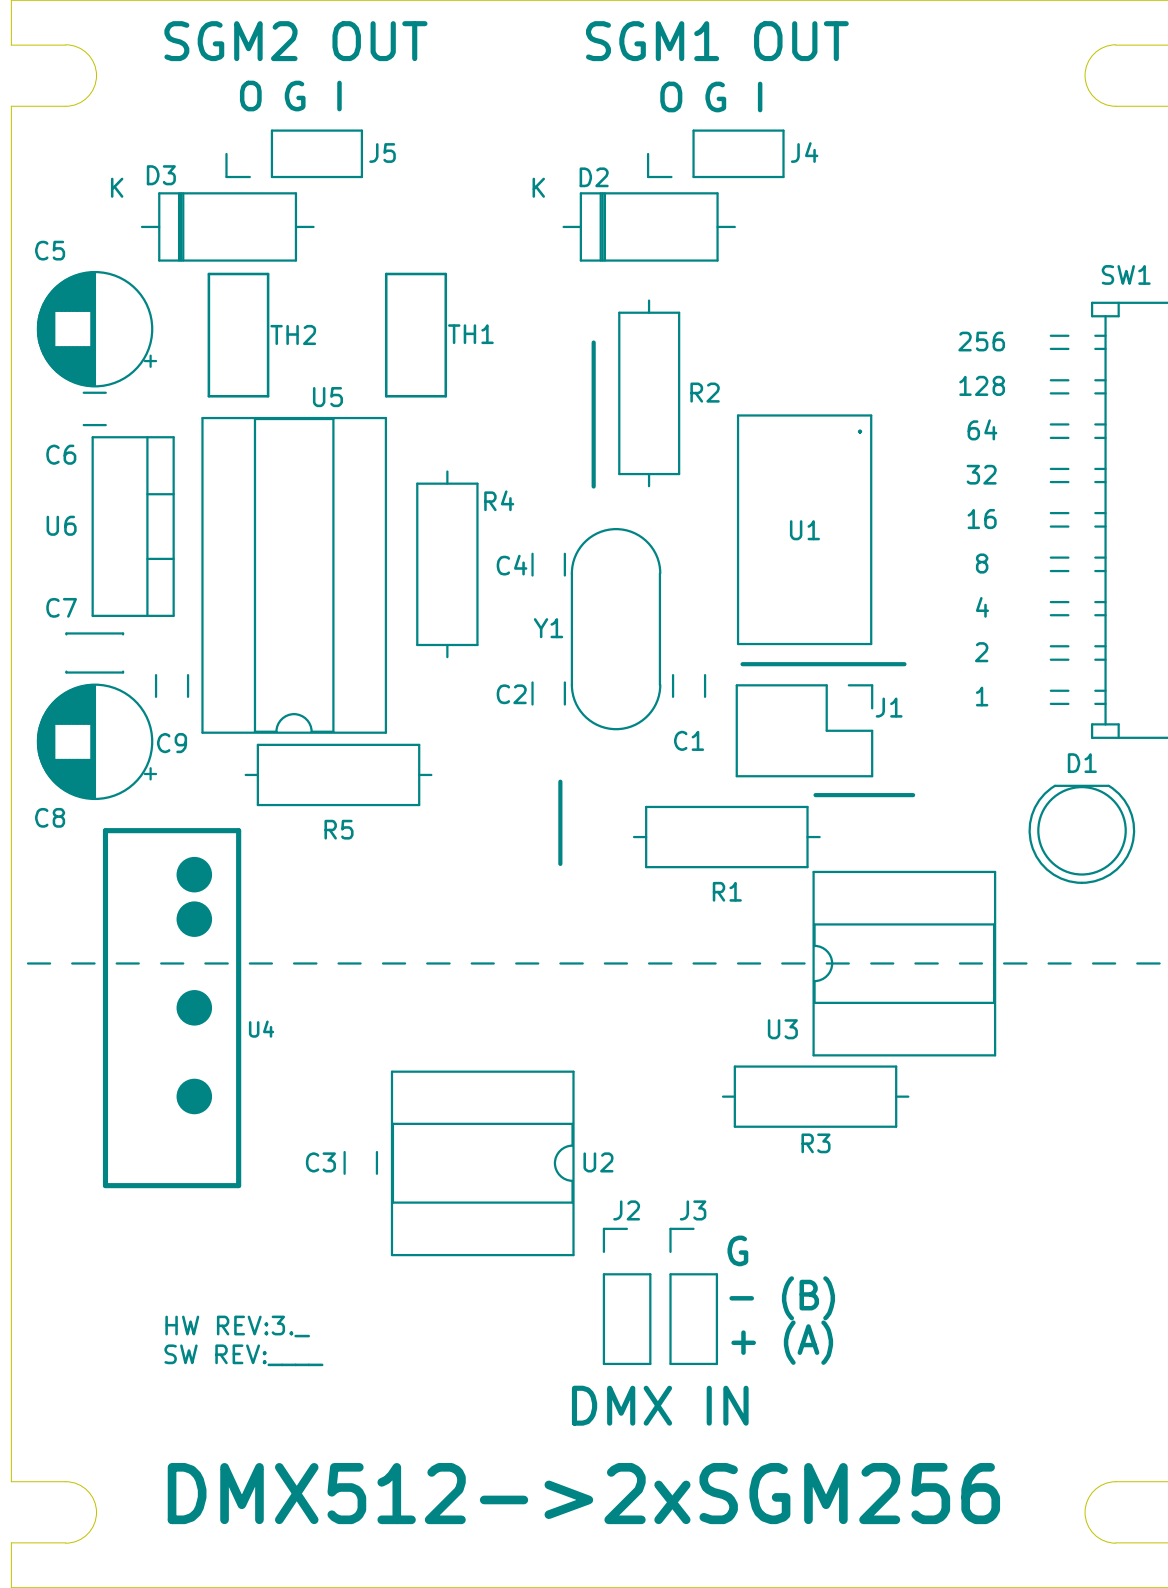 SGM2 OUT SGM1 OUT
O G I O G I
J5 J4
D3 D2
K K
C5
SW1
TH2 TH1
256
128
U5 R2
64
C6
32
R4
16
U6 U1
8
C4
4
C7
Y1
2
1
C2
J1
C9 C1
D1
C8
R5
R1
U4 U3
R3
C3 U2
J2 J3
G
- (B)
HW REV:3._
+ (A)
SW REV:____
DMX IN
DMX512->2xSGM256
+
+